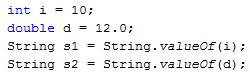 int i = 10;
double d = 12.0;
String s1 = String.valueOf(i);
String s2 = String.valueOf(d);